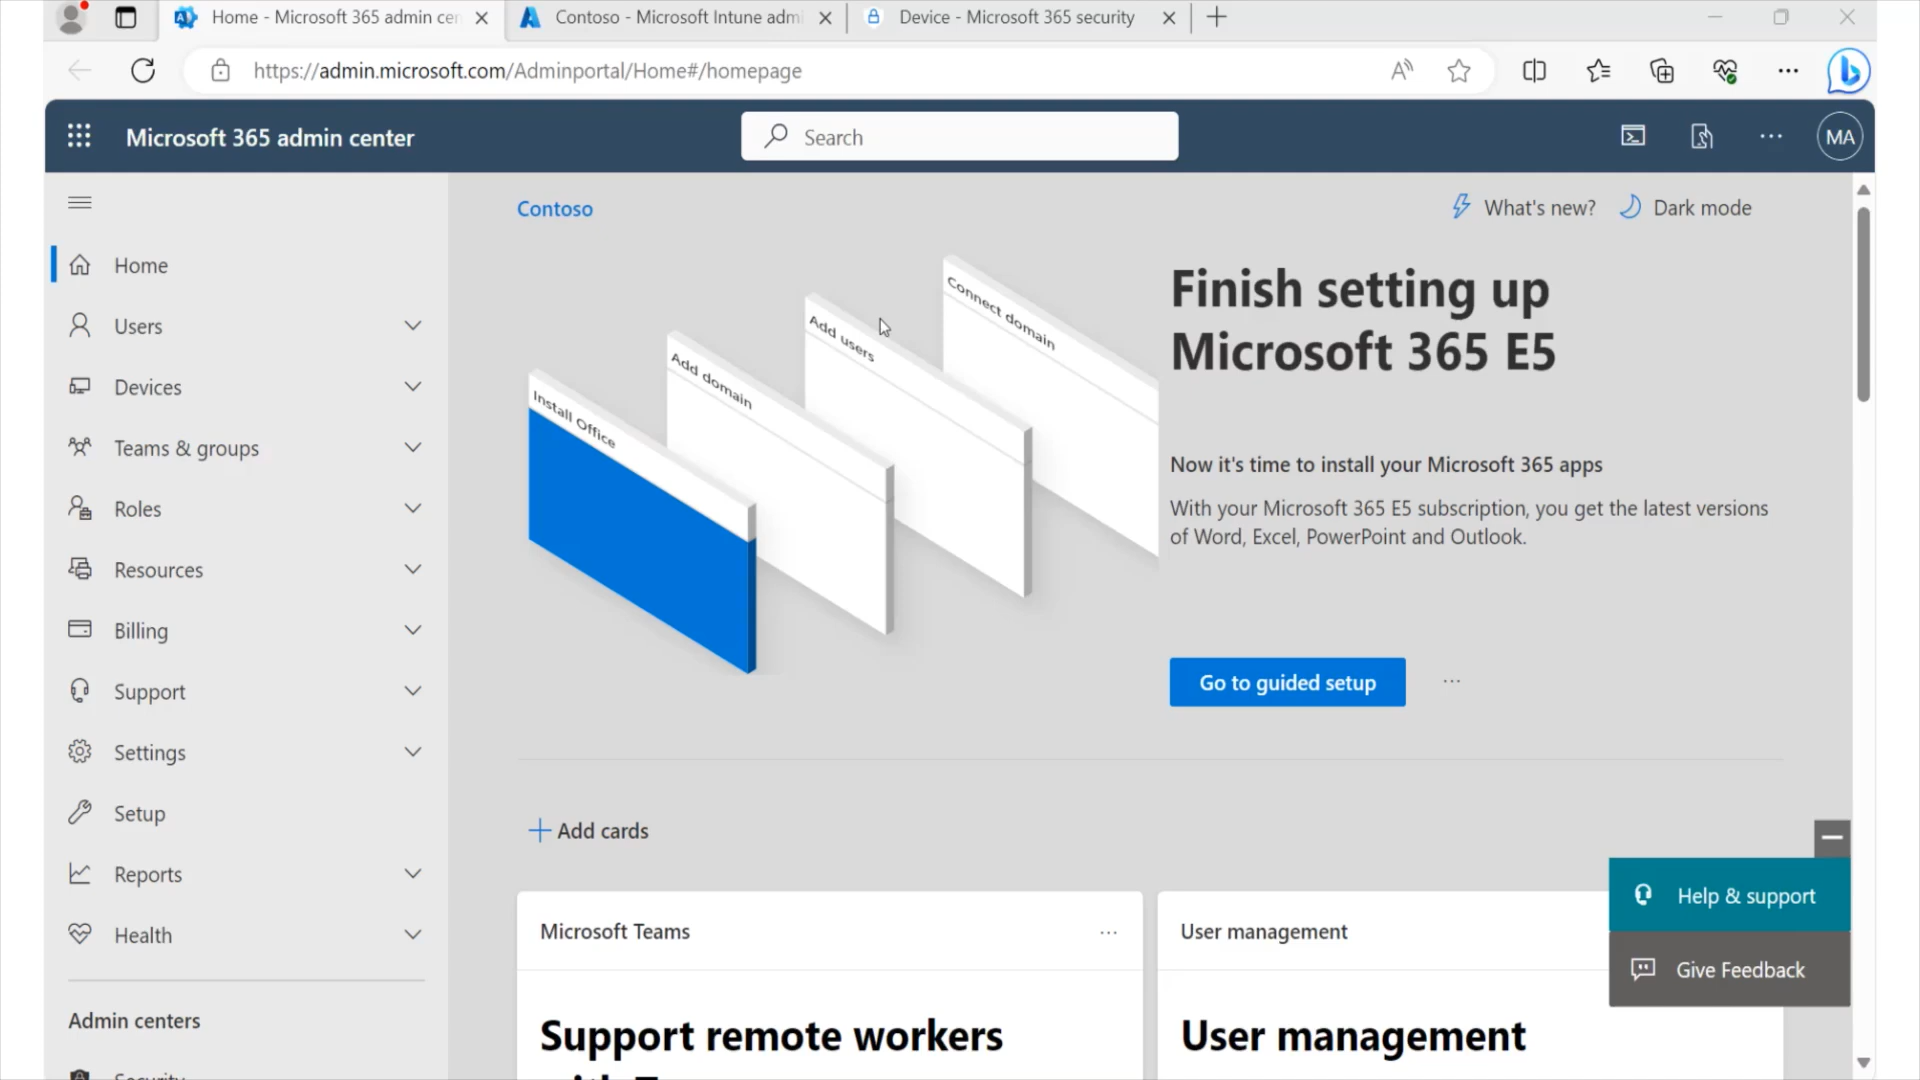 Home - Microsoft 365 admin cer
Contoso - Microsoft Intune admi
Device - Microsoft 365 security
https://admin.microsoft.com/Adminportal/Home#/homepage
Microsoft 365 admin center
Search
MA
Contoso
What's new?
Dark mode
Home
Users
Devices
Teams & groups
Roles
Resources
Billing
Support
Settings
Setup
Reports
Health
Admin centers
Security
Install Office
Add domain
Add users
Connect domain
Finish setting up
Microsoft 365 E5
Now it's time to install your Microsoft 365 apps
With your Microsoft 365 E5 subscription, you get the latest versions
of Word, Excel, PowerPoint and Outlook.
Go to guided setup
Add cards
Microsoft Teams
Support remote workers
User management
User management
Help & support
Give Feedback